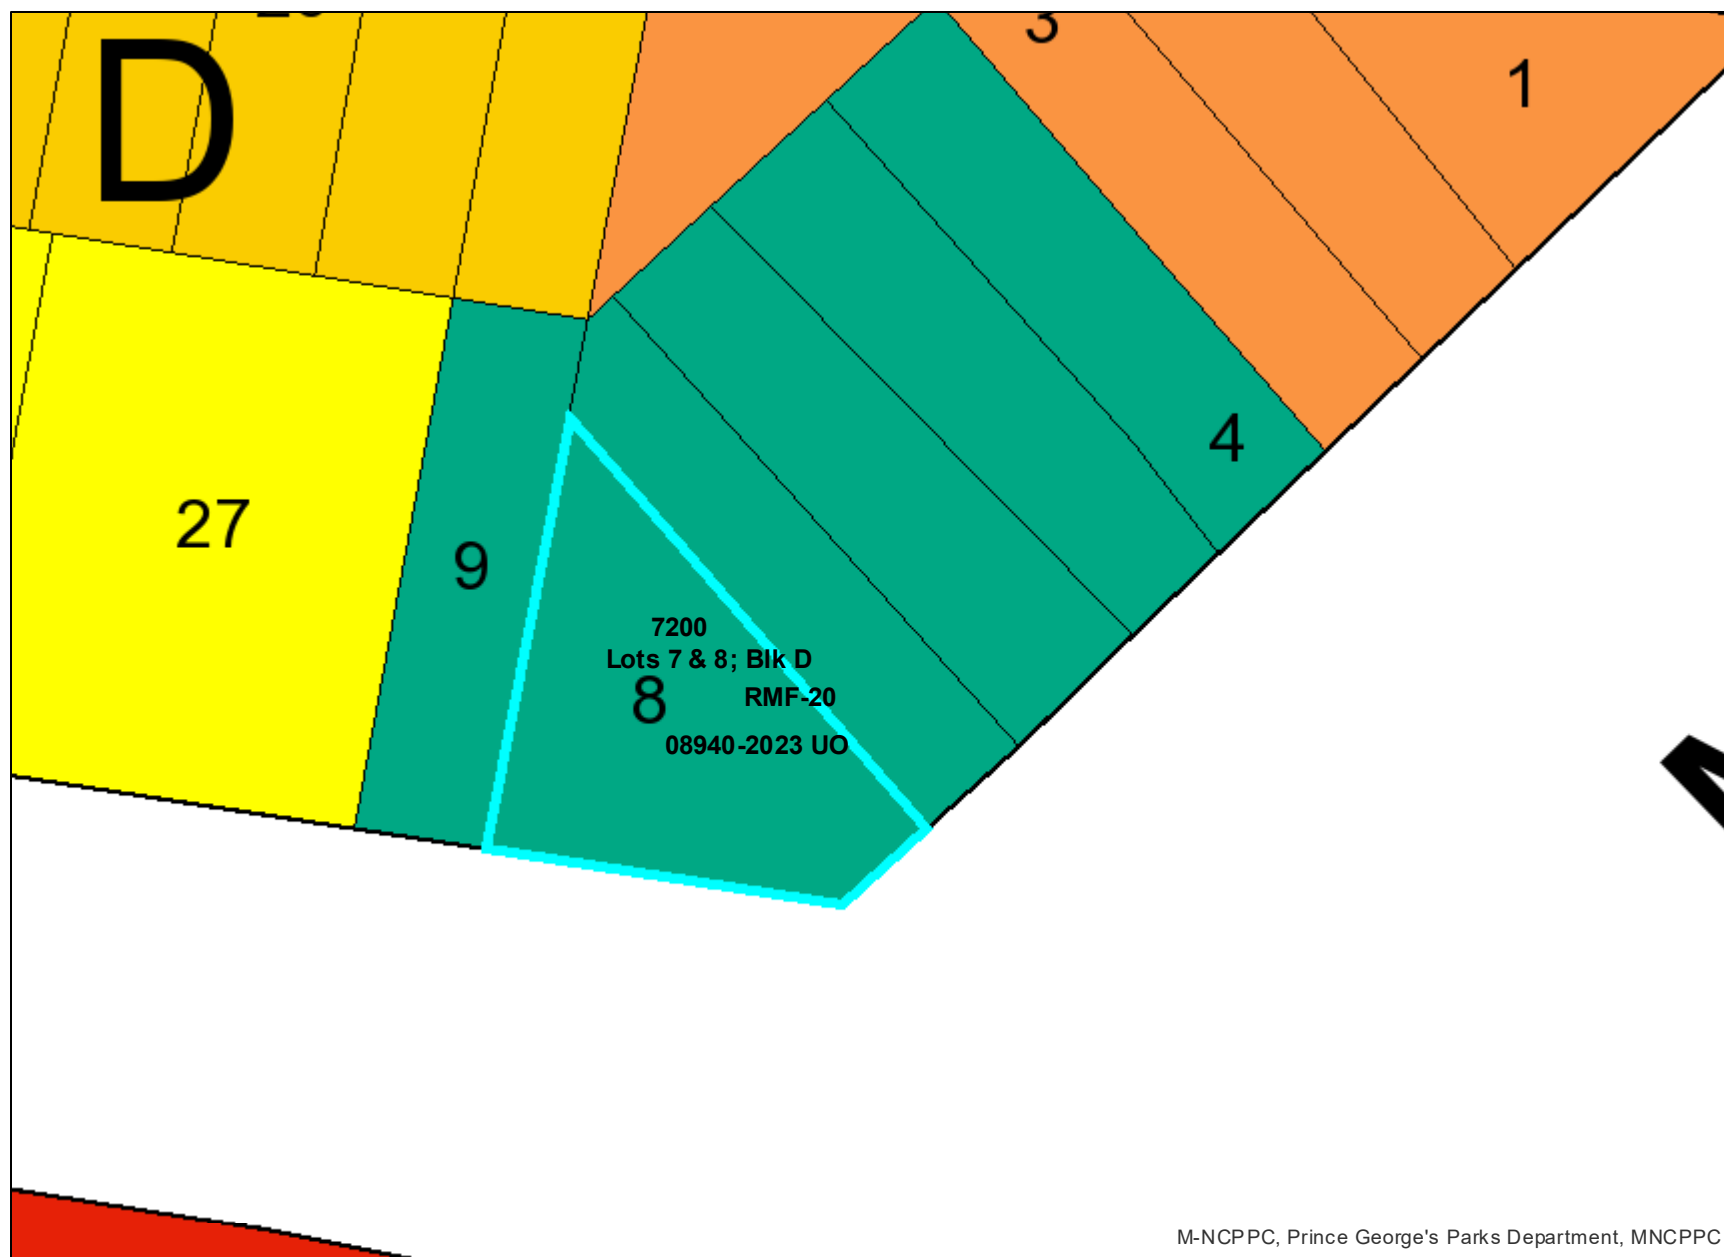 D
3
1
4
27
9
7200
Lots 7 & 8; Blk D
8
RMF-20
08940-2023 UO
M-NCPPC, Prince George's Parks Department, MNCPPC